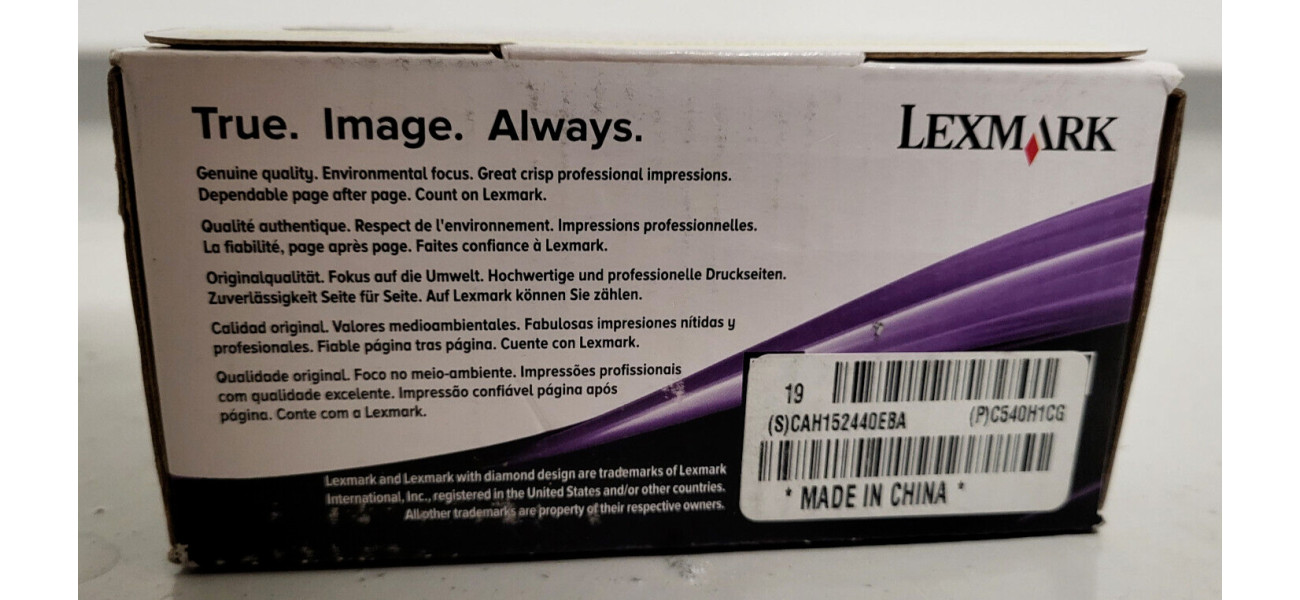 True. Image. Always.
LEXMARK
Genuine quality. Environmental focus. Great crisp professional impressions.
Dependable page after page. Count on Lexmark.
Qualité authentique. Respect de l'environnement. Impressions professionnelles.
La fiabilité, page après page. Faites confiance à Lexmark.
Originalqualität. Fokus auf die Umwelt. Hochwertige und professionelle Druckseiten.
Zuverlässigkeit Seite für Seite. Auf Lexmark können Sie zählen.
Calidad original. Valores medioambientales. Fabulosas impresiones nítidas y
profesionales. Fiable página tras página. Cuente con Lexmark.
Qualidade original. Foco no meio-ambiente. Impressões profissionais
com qualidade excelente. Impressão confiável página após
página. Conte com a Lexmark.
Lexmark and Lexmark with diamond design are trademarks of Lexmark
International, Inc., registered in the United States and/or other countries.
All other trademarks are property of their respective owners.
19
(S)CAH152440EBA (P)C540H1CG
* MADE IN CHINA *